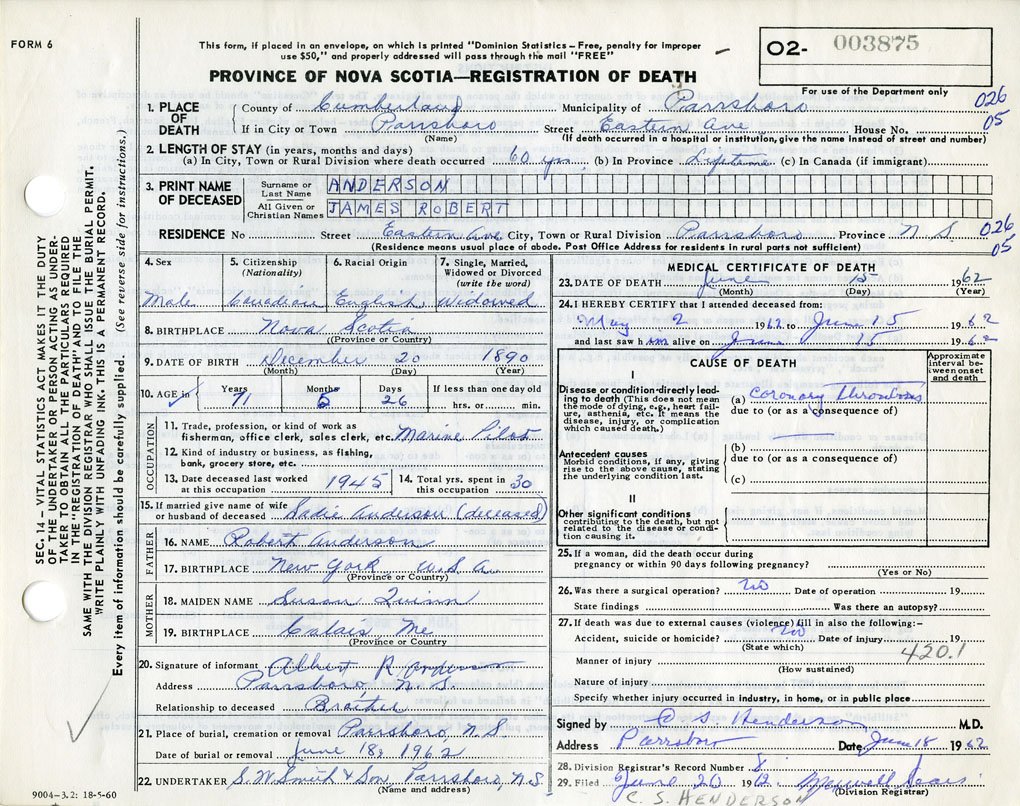 FORM 6
This form, if placed in an envelope, on which is printed "Dominion Statistics – Free, penalty for improper
use $50," and properly addressed will pass through the mail "FREE"
O2- 003875
PROVINCE OF NOVA SCOTIA—REGISTRATION OF DEATH
For use of the Department only
026
05
1. PLACE OF DEATH
County of Cumberland Municipality of Parrsboro
If in City or Town Parrsboro Street Eastern Ave House No.
(Name) (If death occurred in a hospital or institution, give the name instead of street and number)
2. LENGTH OF STAY (in years, months and days)
(a) In City, Town or Rural Division where death occurred 60 yrs. (b) In Province Lifetime (c) In Canada (if immigrant)
3. PRINT NAME OF DECEASED
Surname or Last Name ANDERSON
All Given or Christian Names JAMES ROBERT
RESIDENCE No Street Eastern Ave City, Town or Rural Division Parrsboro Province N S 026
05
(Residence means usual place of abode. Post Office Address for residents in rural parts not sufficient)
4. Sex
Male
5. Citizenship
(Nationality)
Canadian
6. Racial Origin
English
7. Single, Married,
Widowed or Divorced
(write the word)
Widowed
8. BIRTHPLACE Nova Scotia
(Province or Country)
9. DATE OF BIRTH December 20 1890
(Month) (Day) (Year)
10. AGE in
Years Months Days If less than one day old
71 5 26 hrs. or min.
OCCUPATION
11. Trade, profession, or kind of work as
fisherman, office clerk, sales clerk, etc. Marine Pilot
12. Kind of industry or business, as fishing,
bank, grocery store, etc.
13. Date deceased last worked
at this occupation 1945
14. Total yrs. spent in
this occupation 30
15. If married give name of wife
or husband of deceased Sadie Anderson (deceased)
FATHER
16. NAME Robert Anderson
17. BIRTHPLACE New York U.S.A.
(Province or Country)
MOTHER
18. MAIDEN NAME Susan Quinn
19. BIRTHPLACE Calais Me
(Province or Country)
20. Signature of informant Albert R Anderson
Address Parrsboro, N. S.
Relationship to deceased Brother
21. Place of burial, cremation or removal Parrsboro, N.S.
Date of burial or removal June 18, 1962
22. UNDERTAKER S.W Smith & Son, Parrsboro, N.S
(Name and address)
MEDICAL CERTIFICATE OF DEATH
23. DATE OF DEATH June 15 1962
(Month) (Day) (Year)
24. I HEREBY CERTIFY that I attended deceased from:
May 2 1962 to June 15 1962
and last saw him alive on June 15 1962
CAUSE OF DEATH
Approximate interval between onset and death
I
Disease or condition directly leading to death (This does not mean
the mode of dying, e.g., heart failure, asthenia, etc. It means the
disease, injury, or complication
which caused death.)
(a) Coronary Thrombosis
due to (or as a consequence of)
Antecedent causes
Morbid conditions, if any, giving
rise to the above cause, stating
the underlying condition last.
(b)
due to (or as a consequence of)
(c)
II
Other significant conditions
contributing to the death, but not
related to the disease or condition causing it.
25. If a woman, did the death occur during
pregnancy or within 90 days following pregnancy?
(Yes or No)
26. Was there a surgical operation? no Date of operation 19
State findings Was there an autopsy?
27. If death was due to external causes (violence) fill in also the following:-
Accident, suicide or homicide? no Date of injury 19
(State which)
420.1
Manner of injury
(How sustained)
Nature of injury
Specify whether injury occurred in industry, in home, or in public place
Signed by C S. Henderson M.D.
Address Parrsboro Date June 18 1962
28. Division Registrar's Record Number 8
29. Filed June 20 1962 Maxwell
(Division Registrar)
C. S. HENDERSON
SEC. 14 – VITAL STATISTICS ACT MAKES IT THE DUTY
OF THE UNDERTAKER OR PERSON ACTING AS UNDERTAKER TO OBTAIN ALL THE PARTICULARS REQUIRED
IN THE "REGISTRATION OF DEATH" AND TO FILE THE
SAME WITH THE DIVISION REGISTRAR WHO SHALL ISSUE THE BURIAL PERMIT.
WRITE PLAINLY WITH UNFADING INK. THIS IS A PERMANENT RECORD.
Every item of information should be carefully supplied. (See reverse side for instructions.)
9004-3.2: 18-5-60